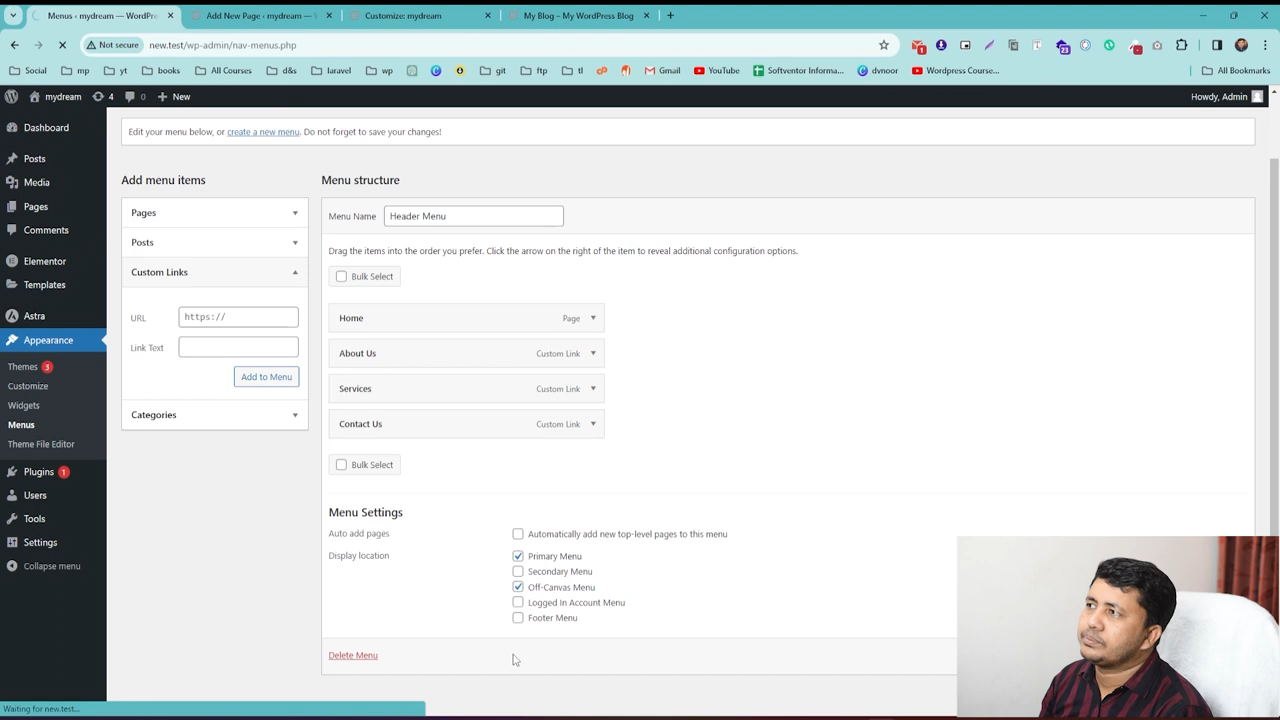 Menus ‹ mydream — WordPre
Add New Page ‹ mydream — W
Customize: mydream
My Blog – My WordPress Blog
Not secure
new.test/wp-admin/nav-menus.php
Social
mp
yt
books
All Courses
d&s
laravel
wp
git
ftp
tl
Gmail
YouTube
Softventor Informa...
dvnoor
Wordpress Course...
All Bookmarks
mydream
4
0
New
Howdy, Admin
Dashboard
Posts
Media
Pages
Comments
Elementor
Templates
Astra
Appearance
Themes 3
Customize
Widgets
Menus
Theme File Editor
Plugins 1
Users
Tools
Settings
Collapse menu
Edit your menu below, or create a new menu. Do not forget to save your changes!
Add menu items
Pages
Posts
Custom Links
URL
https://
Link Text
Add to Menu
Categories
Menu structure
Menu Name
Header Menu
Drag the items into the order you prefer. Click the arrow on the right of the item to reveal additional configuration options.
Bulk Select
Home Page
About Us Custom Link
Services Custom Link
Contact Us Custom Link
Bulk Select
Menu Settings
Auto add pages
Automatically add new top-level pages to this menu
Display location
Primary Menu
Secondary Menu
Off-Canvas Menu
Logged In Account Menu
Footer Menu
Delete Menu
Waiting for new.test...